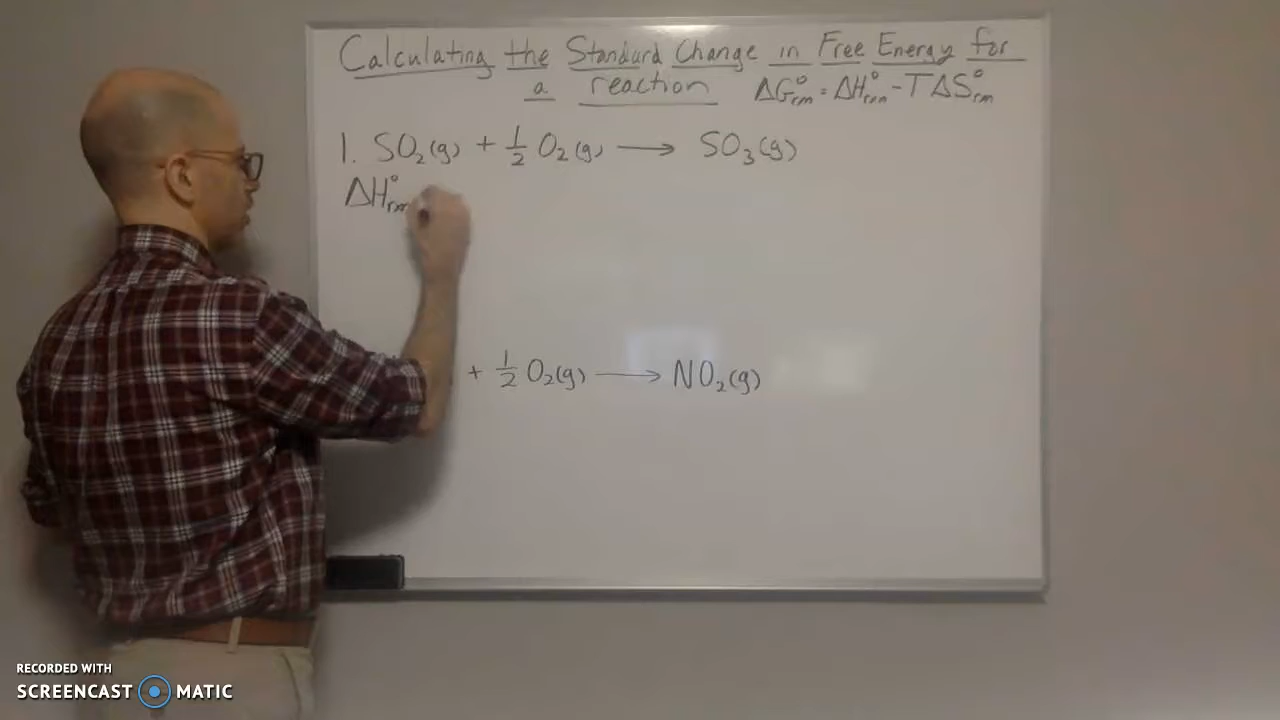 Calculating the Standard Change in Free Energy for
a reaction ΔG°rxn = ΔH°rxn - TΔS°rxn
1. SO₂(g) + ½ O₂(g) ⟶ SO₃(g)
ΔH°rxn
+ ½ O₂(g) ⟶ NO₂(g)
RECORDED WITH
SCREENCAST MATIC